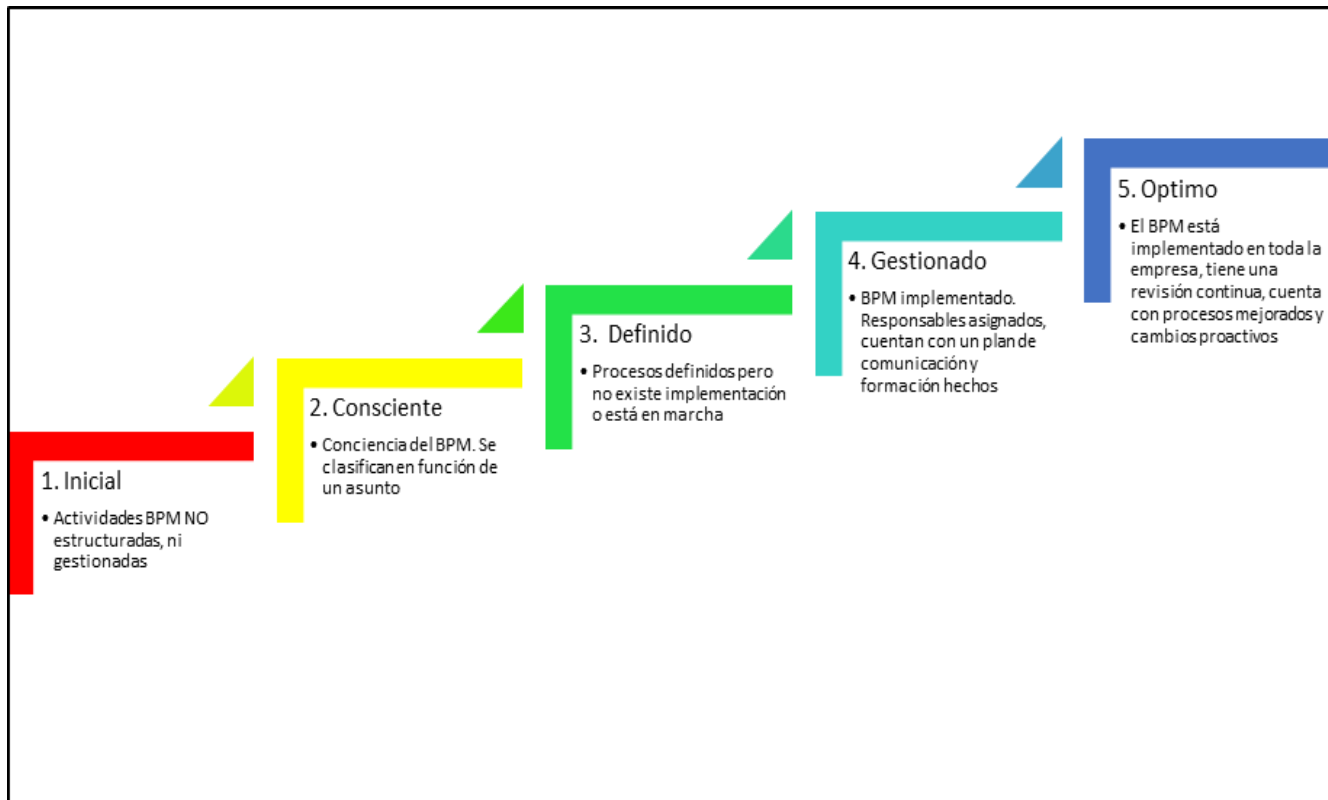 1. Inicial
• Actividades BPM NO
estructuradas, ni
gestionadas
2. Consciente
• Conciencia del BPM. Se
clasifican en función de
un asunto
3. Definido
• Procesos definidos pero
no existe implementación
o está en marcha
4. Gestionado
• BPM implementado.
Responsables asignados,
cuentan con un plan de
comunicación y
formación hechos
5. Optimo
• El BPM está
implementado en toda la
empresa, tiene una
revisión continua, cuenta
con procesos mejorados y
cambios proactivos